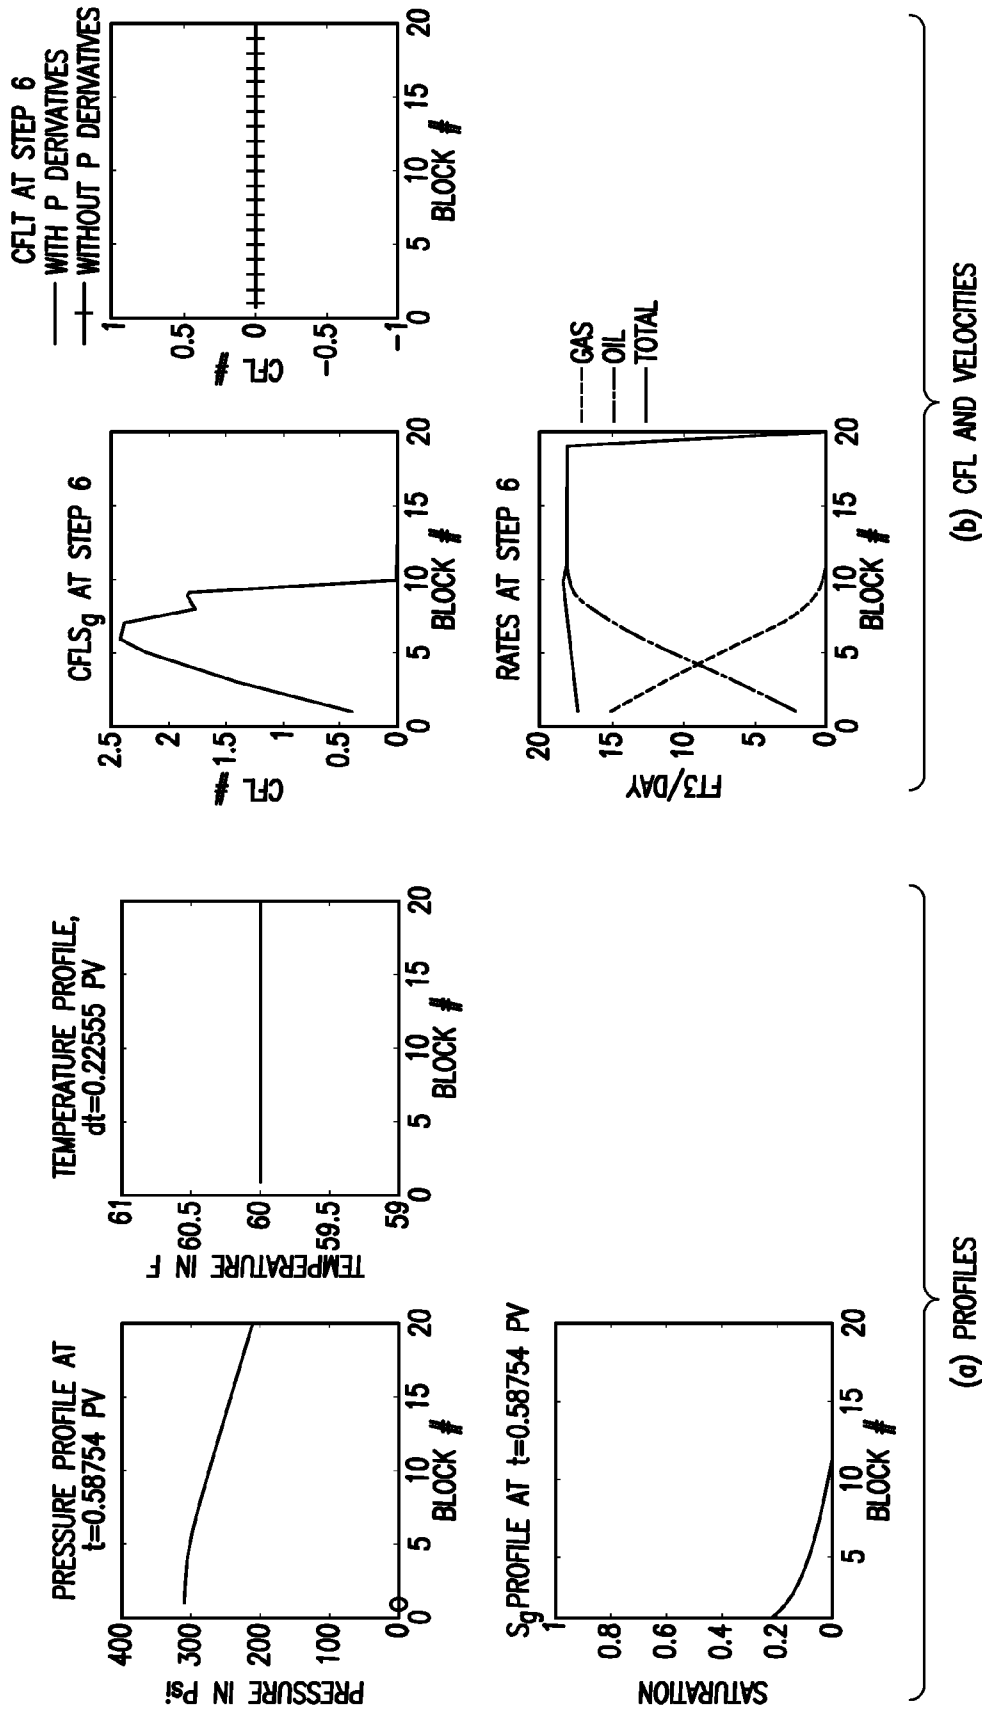 PRESSURE PROFILE AT
t=0.58754 PV
400
300
200
100
0
PRESSURE IN Psi
0
5
10
15
20
BLOCK #
TEMPERATURE PROFILE,
dt=0.22555 PV
61
60.5
60
59.5
59
TEMPERATURE IN F
0
5
10
15
20
BLOCK #
SgPROFILE AT t=0.58754 PV
1
0.8
0.6
0.4
0.2
0
SATURATION
5
10
15
20
BLOCK #
(a) PROFILES
CFLSg AT STEP 6
2.5
2
1.5
1
0.5
0
CFL #
0
5
10
15
20
BLOCK #
CFLT AT STEP 6
WITH P DERIVATIVES
WITHOUT P DERIVATIVES
1
0.5
0
-0.5
-1
CFL #
0
5
10
15
20
BLOCK #
RATES AT STEP 6
20
15
10
5
0
FT3/DAY
0
5
10
15
20
BLOCK #
GAS
OIL
TOTAL
(b) CFL AND VELOCITIES